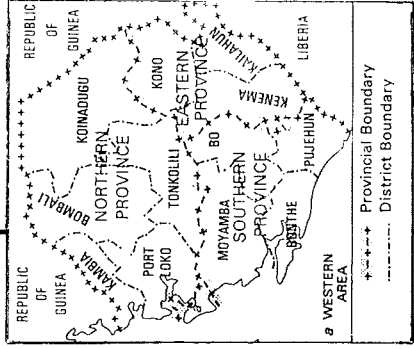 REPUBLIC
OF
GUINEA
REPUBLIC
OF
GUINEA
KOINADUGU
BOMBALI
KAMBIA
NORTHERN
PROVINCE
KONO
PORT
LOKO
TONKOLILI
EASTERN
PROVINCE
KAILAHUN
KENEMA
LIBERIA
MOYAMBA
BO
SOUTHERN
PROVINCE
BONTHE
PUJEHUN
a WESTERN
AREA
Provincial Boundary
District Boundary